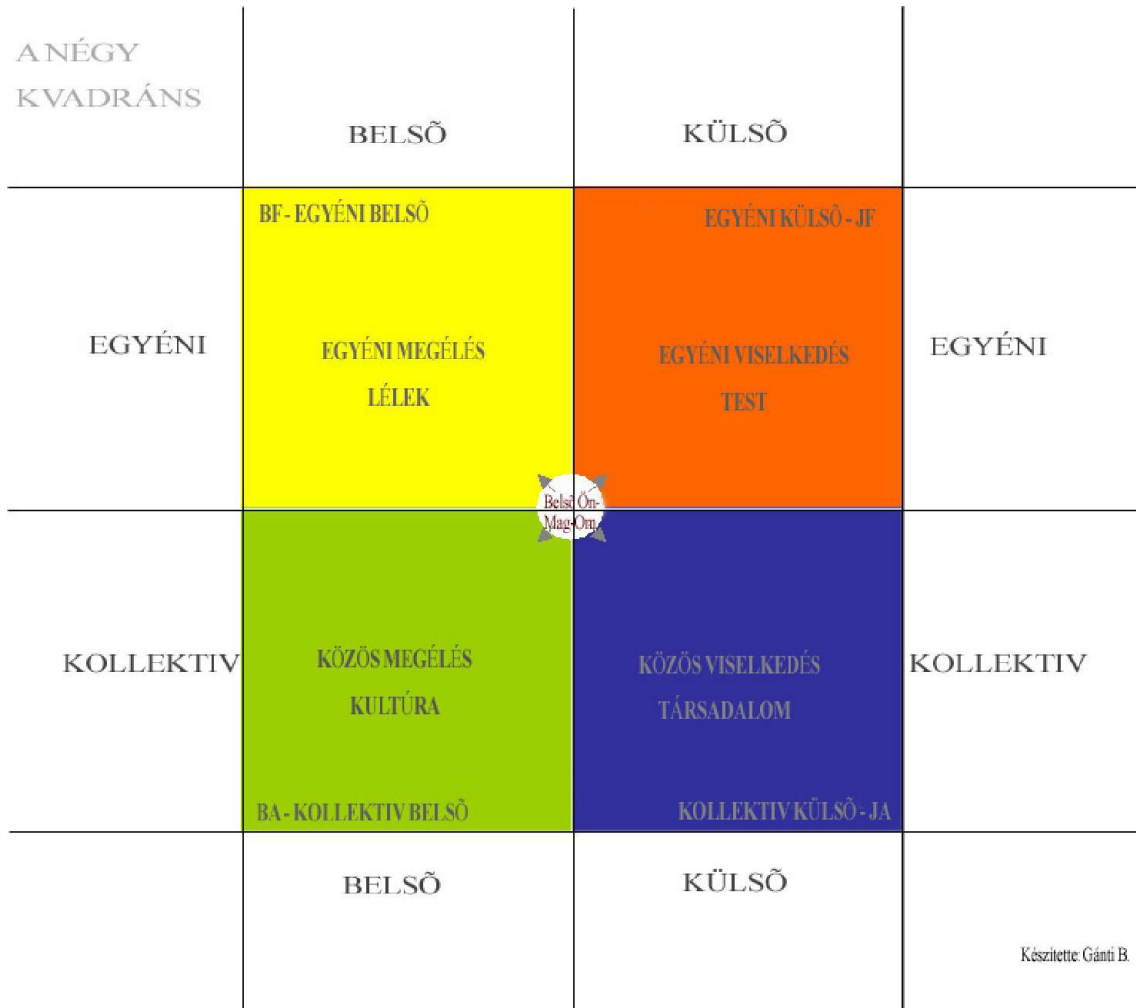 A NÉGY
KVADRÁNS
BELSÕ
KÜLSÕ
BF - EGYÉNI BELSÕ
EGYÉNI KÜLSÕ - JF
EGYÉNI
EGYÉNI MEGÉLÉS
LÉLEK
EGYÉNI VISELKEDÉS
TEST
EGYÉNI
Belsõ Ön-
Mag-Om
KOLLEKTIV
KÖZÖS MEGÉLÉS
KULTÚRA
KÖZÖS VISELKEDÉS
TÁRSADALOM
KOLLEKTIV
BA - KOLLEKTIV BELSÕ
KOLLEKTIV KÜLSÕ - JA
BELSÕ
KÜLSÕ
Készítette: Gánti B.